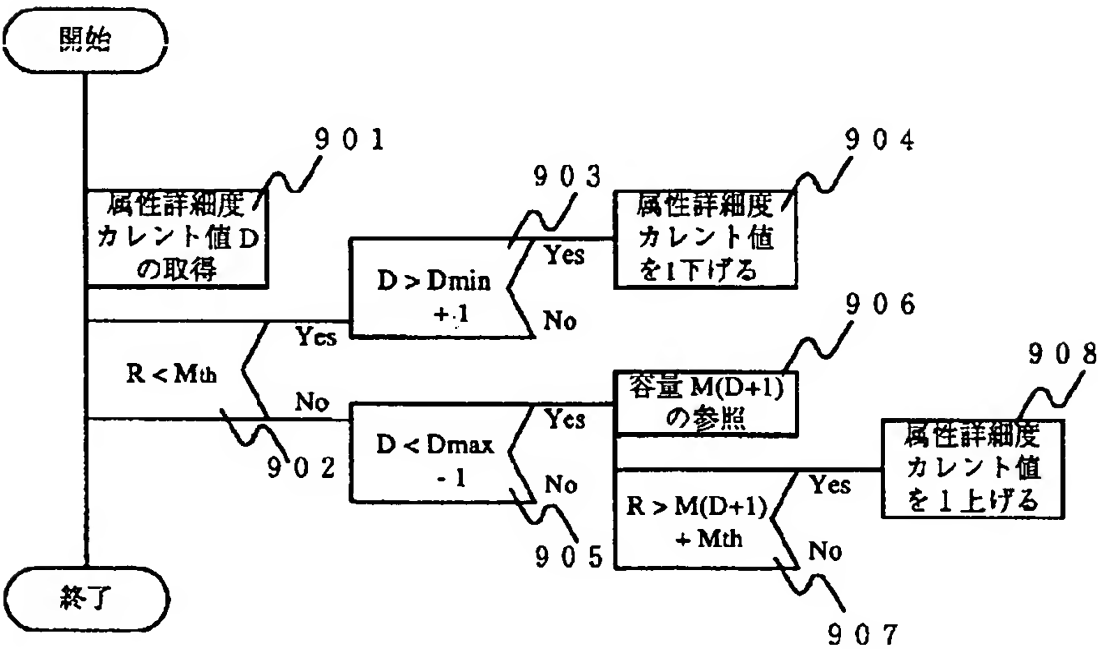 開始
901
属性詳細度
カレント値 D
の取得
902
R < Mth
Yes
No
903
D > Dmin
+ 1
Yes
No
904
属性詳細度
カレント値
を1下げる
905
D < Dmax
- 1
Yes
No
906
容量 M(D+1)
の参照
907
R > M(D+1)
+ Mth
Yes
No
908
属性詳細度
カレント値
を1上げる
終了